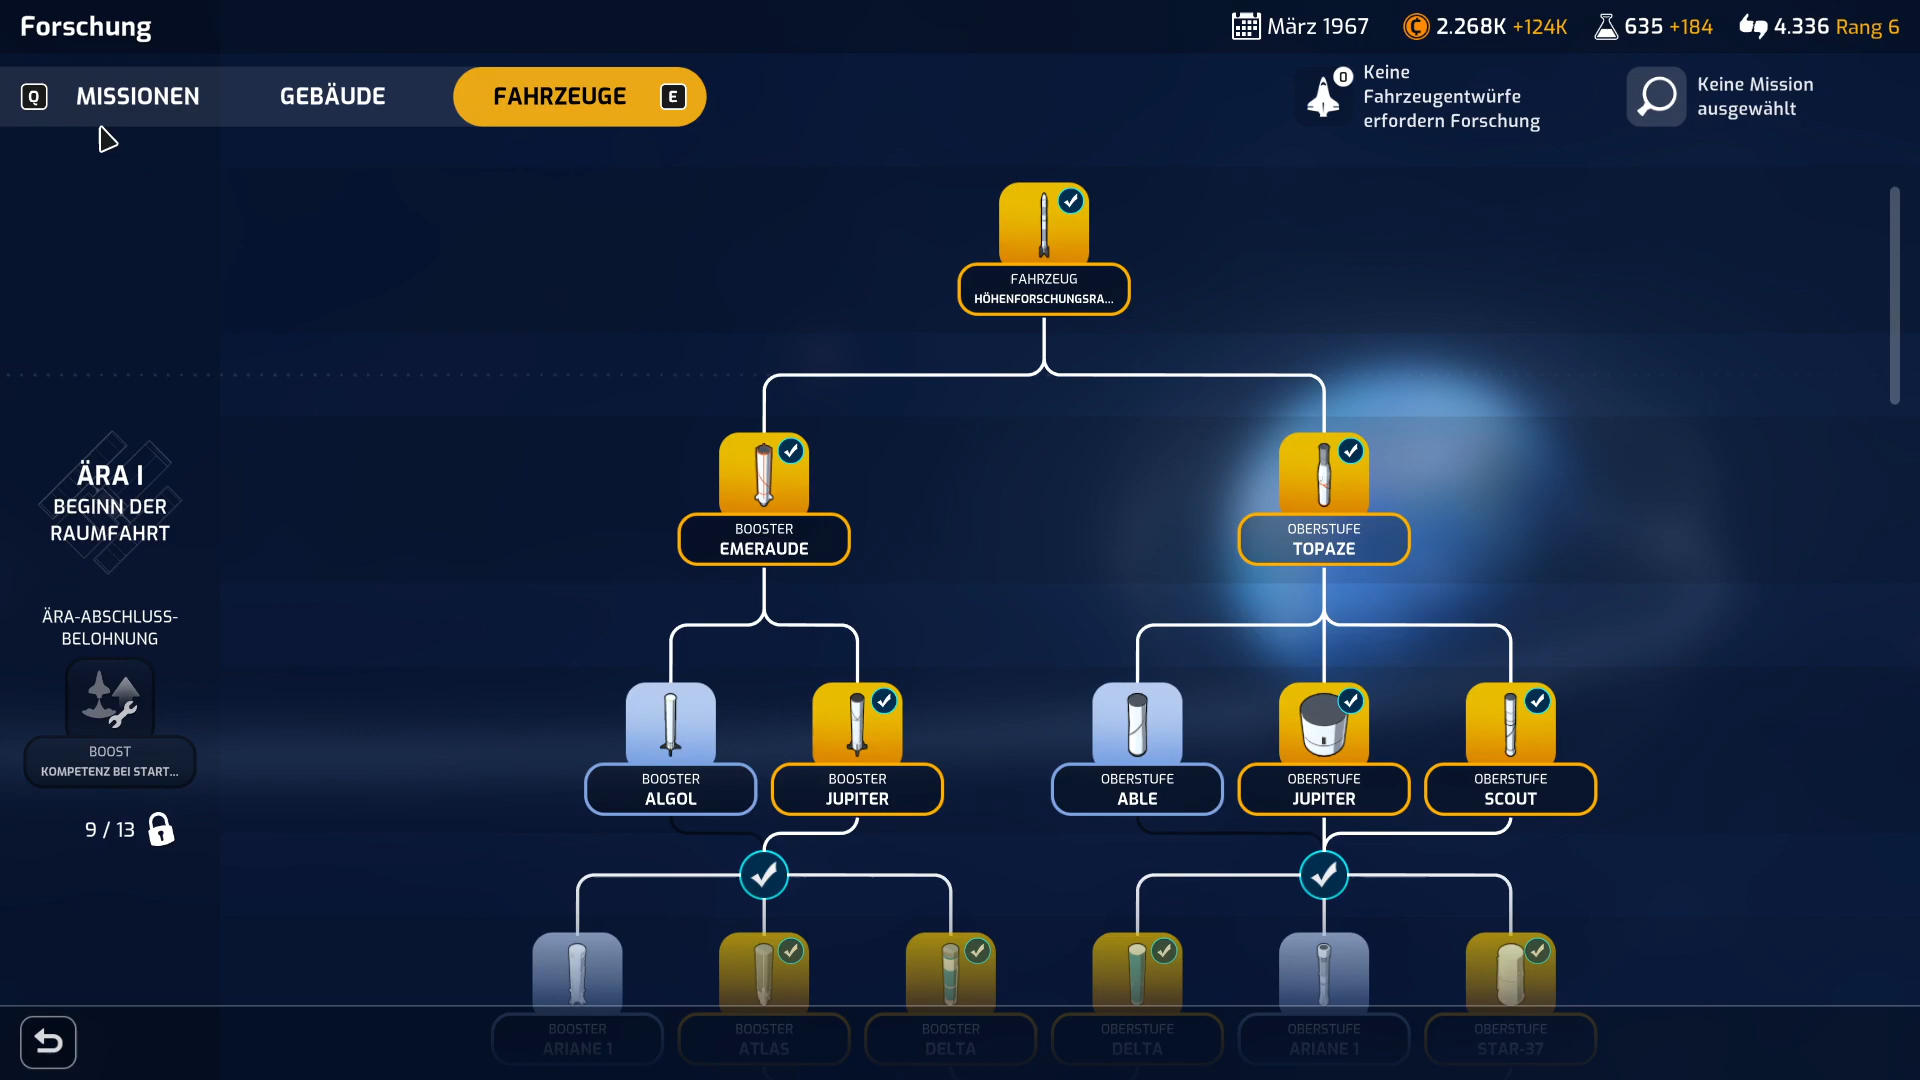 Forschung
März 1967
2.268K +124K
635 +184
4.336 Rang 6
Q MISSIONEN
GEBÄUDE
FAHRZEUGE E
0
Keine
Fahrzeugentwürfe
erfordern Forschung
Keine Mission
ausgewählt
FAHRZEUG
HÖHENFORSCHUNGSRA...
ÄRA I
BEGINN DER
RAUMFAHRT
BOOSTER
EMERAUDE
OBERSTUFE
TOPAZE
ÄRA-ABSCHLUSS-
BELOHNUNG
BOOST
KOMPETENZ BEI START...
9 / 13
BOOSTER
ALGOL
BOOSTER
JUPITER
OBERSTUFE
ABLE
OBERSTUFE
JUPITER
OBERSTUFE
SCOUT
BOOSTER
ARIANE 1
BOOSTER
ATLAS
BOOSTER
DELTA
OBERSTUFE
DELTA
OBERSTUFE
ARIANE 1
OBERSTUFE
STAR-37